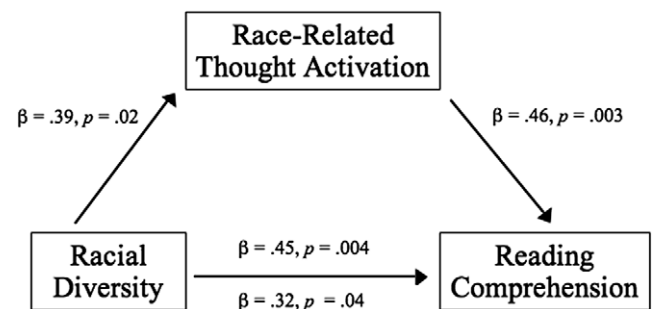 Race-Related
Thought Activation
β = .39, p = .02
β = .46, p = .003
Racial
Diversity
β = .45, p = .004
β = .32, p = .04
Reading
Comprehension